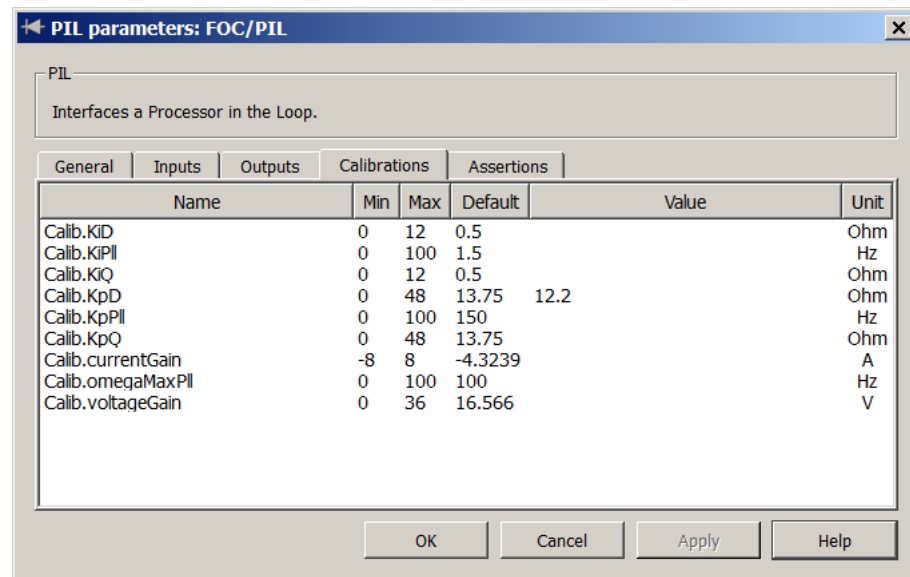 PIL parameters: FOC/PIL
PIL
Interfaces a Processor in the Loop.
General Inputs Outputs Calibrations Assertions
Name Min Max Default Value Unit
Calib.KiD 0 12 0.5 Ohm
Calib.KiPll 0 100 1.5 Hz
Calib.KiQ 0 12 0.5 Ohm
Calib.KpD 0 48 13.75 12.2 Ohm
Calib.KpPll 0 100 150 Hz
Calib.KpQ 0 48 13.75 Ohm
Calib.currentGain -8 8 -4.3239 A
Calib.omegaMaxPll 0 100 100 Hz
Calib.voltageGain 0 36 16.566 V
OK Cancel Apply Help